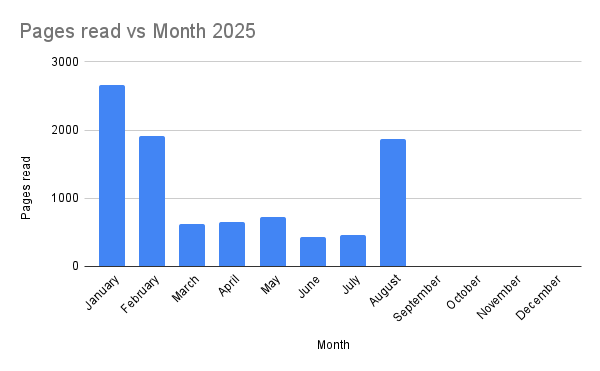 Pages read vs Month 2025
Pages read
3000
2000
1000
0
January
February
March
April
May
June
July
August
September
October
November
December
Month